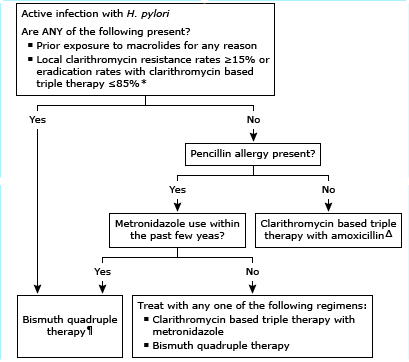 Active infection with H. pylori
Are ANY of the following present?
▪ Prior exposure to macrolides for any reason
▪ Local clarithromycin resistance rates ≥15% or
eradication rates with clarithromycin based
triple therapy ≤85%*
Yes
No
Pencillin allergy present?
Yes
No
Metronidazole use within
the past few yeas?
Clarithromycin based triple
therapy with amoxicillinΔ
Yes
No
Bismuth quadruple
therapy¶
Treat with any one of the following regimens:
▪ Clarithromycin based triple therapy with
metronidazole
▪ Bismuth quadruple therapy